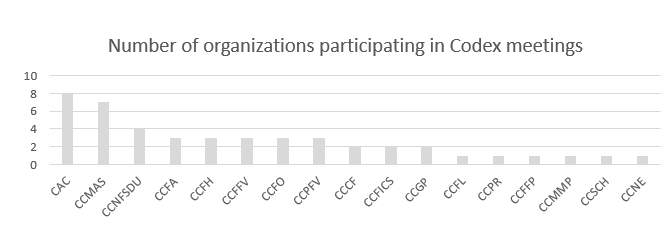 Number of organizations participating in Codex meetings
10
8
6
4
2
0
CAC
CCMAS
CCNFSDU
CCFA
CCFH
CCFFV
CCFO
CCPFV
CCCF
CCFICS
CCGP
CCFL
CCPR
CCFFP
CCMMP
CCSCH
CCNE